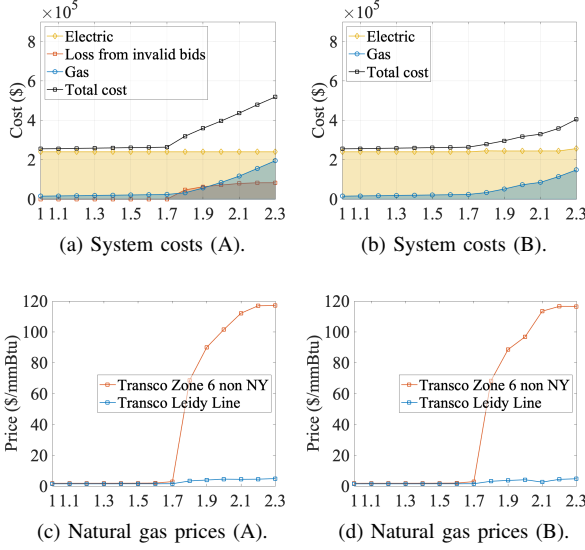 × 10⁵
8
6
4
2
0
Cost ($)
Electric
Loss from invalid bids
Gas
Total cost
1 1.1 1.3 1.5 1.7 1.9 2.1 2.3
(a) System costs (A).
× 10⁵
8
6
4
2
0
Cost ($)
Electric
Gas
Total cost
1 1.1 1.3 1.5 1.7 1.9 2.1 2.3
(b) System costs (B).
120
100
80
60
40
20
0
Price ($/mmBtu)
Transco Zone 6 non NY
Transco Leidy Line
1 1.1 1.3 1.5 1.7 1.9 2.1 2.3
(c) Natural gas prices (A).
120
100
80
60
40
20
0
Price ($/mmBtu)
Transco Zone 6 non NY
Transco Leidy Line
1 1.1 1.3 1.5 1.7 1.9 2.1 2.3
(d) Natural gas prices (B).